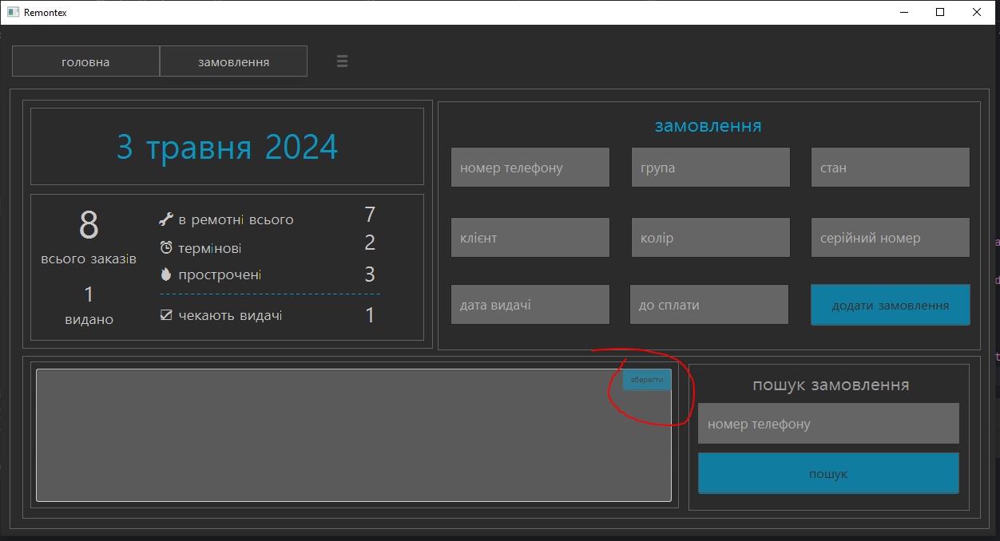 Remontex
головна
замовлення
3 травня 2024
8
всього заказів
1
видано
в ремотні всього
7
термінові
2
прострочені
3
чекають видачі
1
замовлення
номер телефону
група
стан
клієнт
колір
серійний номер
дата видачі
до сплати
додати замовлення
зберегти
пошук замовлення
номер телефону
пошук